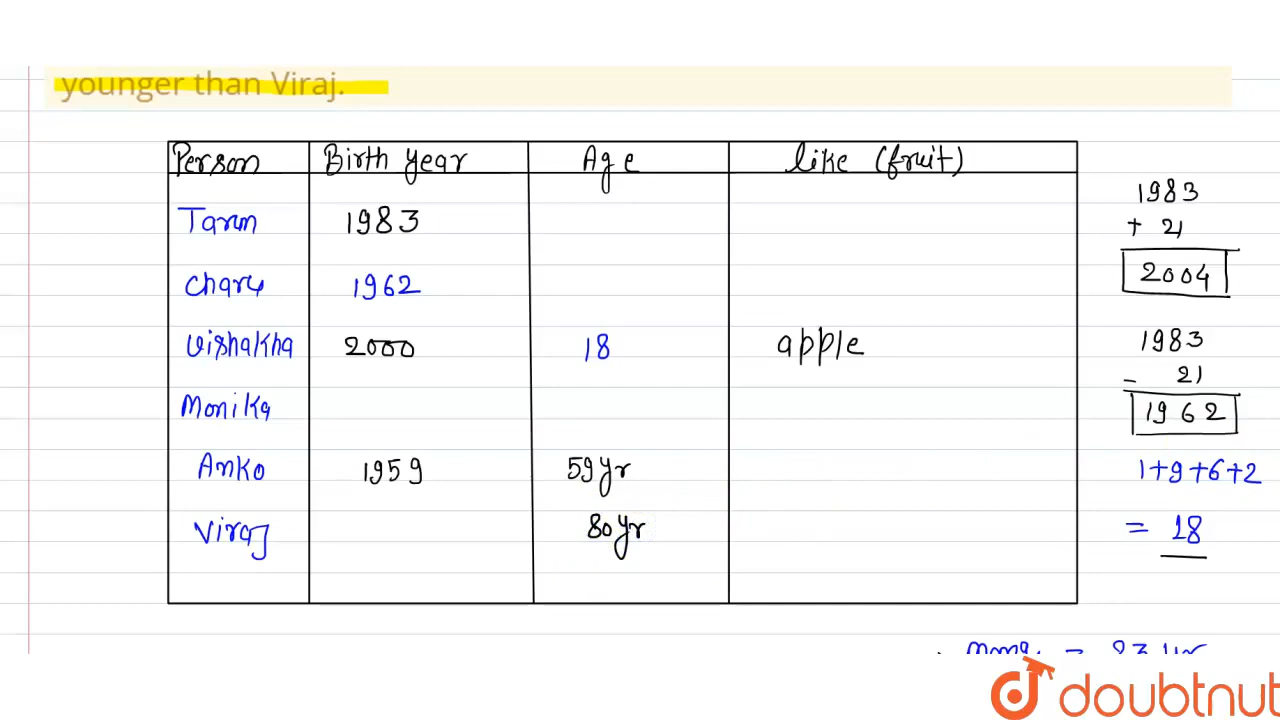 younger than Viraj.
Person Birth year Age like (fruit)
Tarun 1983
Charu 1962
Vishakha 2000 18 apple
Monika
Anko 1959 59yr
Viraj 80yr
1983
+ 21
2004
1983
- 21
1962
1+9+6+2
= 18
doubtnut